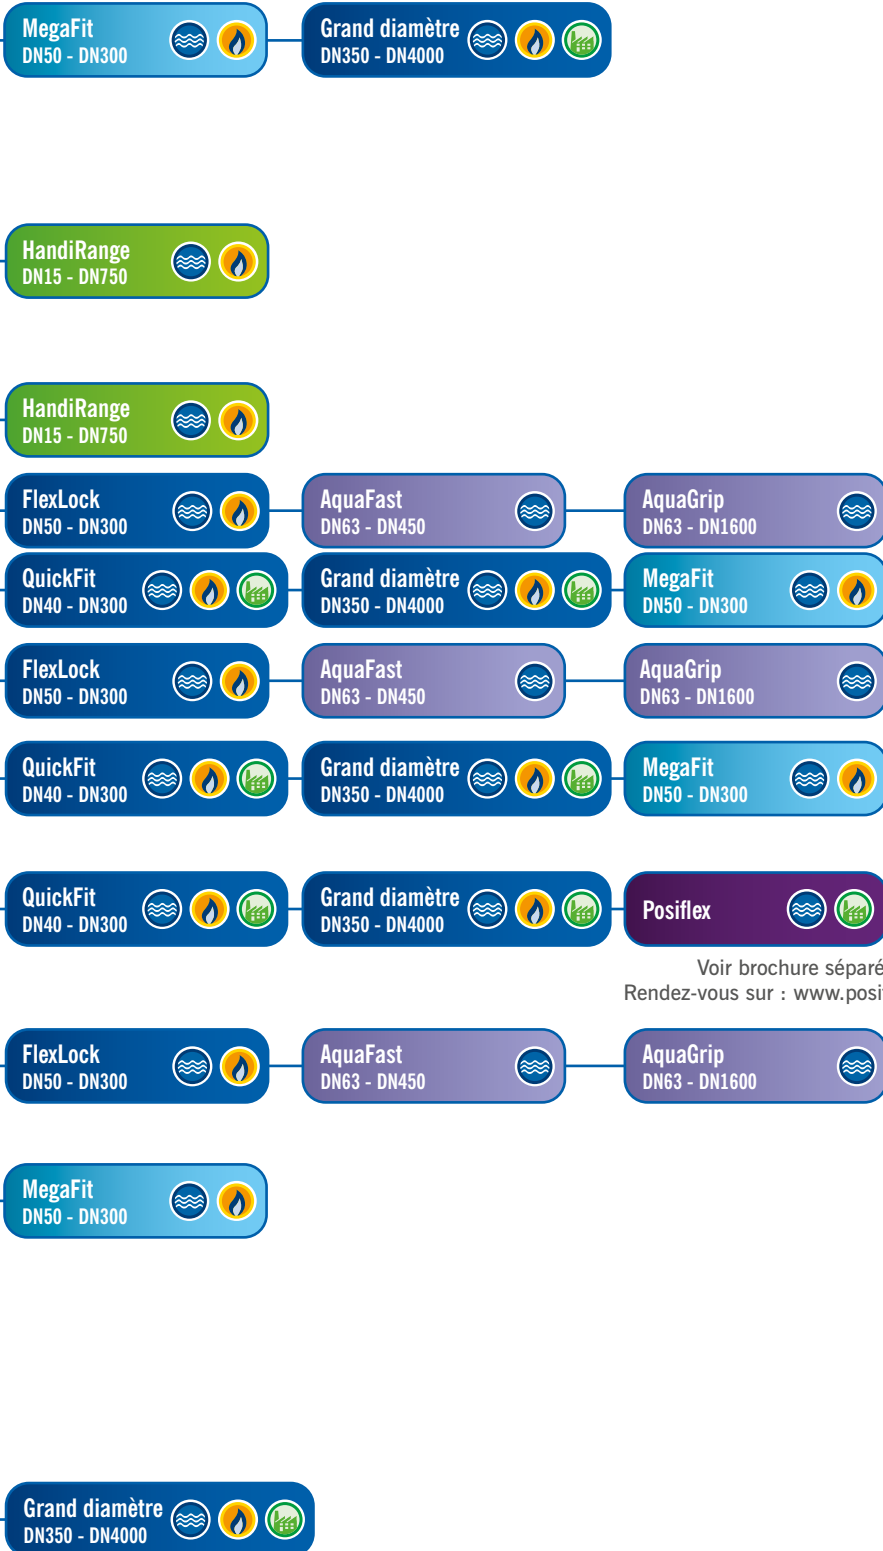 MegaFit
DN50 - DN300
Grand diamètre
DN350 - DN4000
HandiRange
DN15 - DN750
HandiRange
DN15 - DN750
FlexLock
DN50 - DN300
AquaFast
DN63 - DN450
AquaGrip
DN63 - DN1600
QuickFit
DN40 - DN300
Grand diamètre
DN350 - DN4000
MegaFit
DN50 - DN300
FlexLock
DN50 - DN300
AquaFast
DN63 - DN450
AquaGrip
DN63 - DN1600
QuickFit
DN40 - DN300
Grand diamètre
DN350 - DN4000
MegaFit
DN50 - DN300
QuickFit
DN40 - DN300
Grand diamètre
DN350 - DN4000
Posiflex
Voir brochure séparé
Rendez-vous sur : www.posi
FlexLock
DN50 - DN300
AquaFast
DN63 - DN450
AquaGrip
DN63 - DN1600
MegaFit
DN50 - DN300
Grand diamètre
DN350 - DN4000